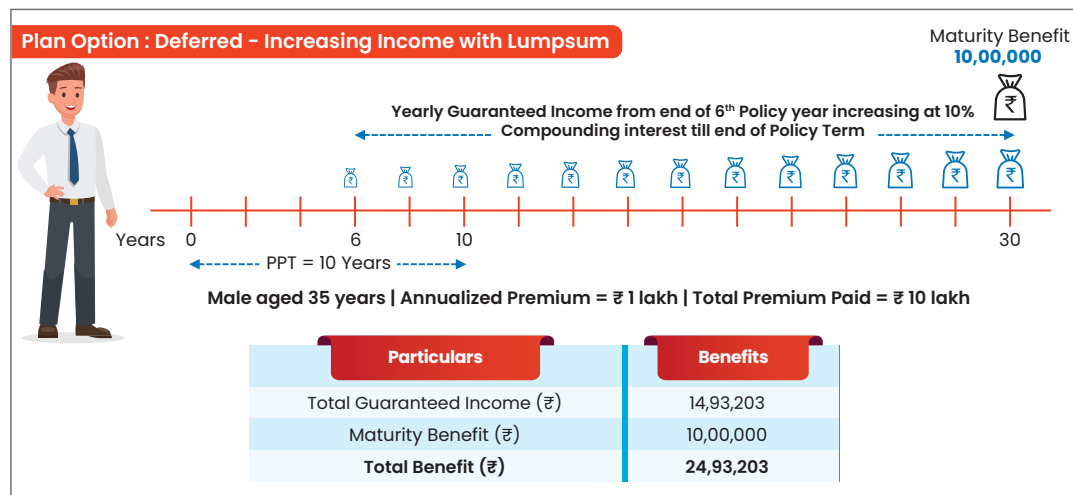 Plan Option : Deferred - Increasing Income with Lumpsum
Maturity Benefit
10,00,000
₹
Yearly Guaranteed Income from end of 6th Policy year increasing at 10%
Compounding interest till end of Policy Term
₹ ₹ ₹ ₹ ₹ ₹ ₹ ₹ ₹ ₹ ₹ ₹ ₹
Years 0 6 10 30
PPT = 10 Years
Male aged 35 years | Annualized Premium = ₹ 1 lakh | Total Premium Paid = ₹ 10 lakh
Particulars Benefits
Total Guaranteed Income (₹) 14,93,203
Maturity Benefit (₹) 10,00,000
Total Benefit (₹) 24,93,203